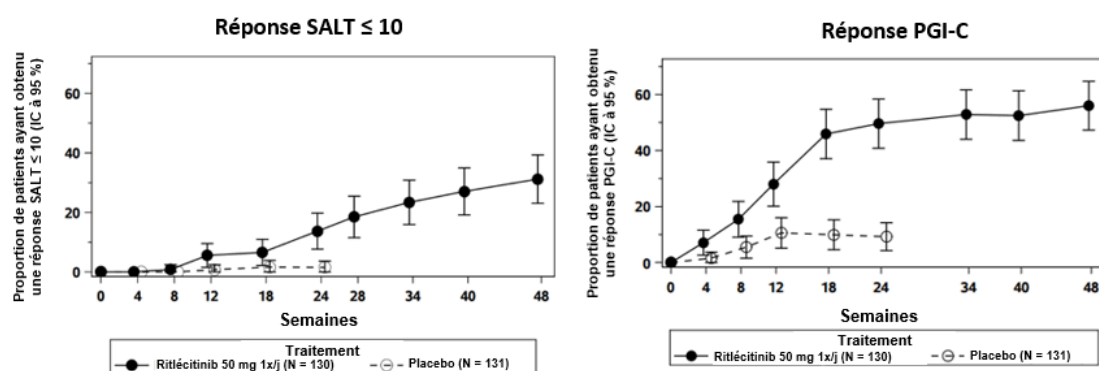 Réponse SALT ≤ 10
Proportion de patients ayant obtenu
une réponse SALT ≤ 10 (IC à 95 %)
60
40
20
0
0 4 8 12 18 24 28 34 40 48
Semaines
Traitement
Ritlécitinib 50 mg 1x/j (N = 130) Placebo (N = 131)
Réponse PGI-C
Proportion de patients ayant obtenu
une réponse PGI-C (IC à 95 %)
60
40
20
0
0 4 8 12 18 24 34 40 48
Semaines
Traitement
Ritlécitinib 50 mg 1x/j (N = 130) Placebo (N = 131)